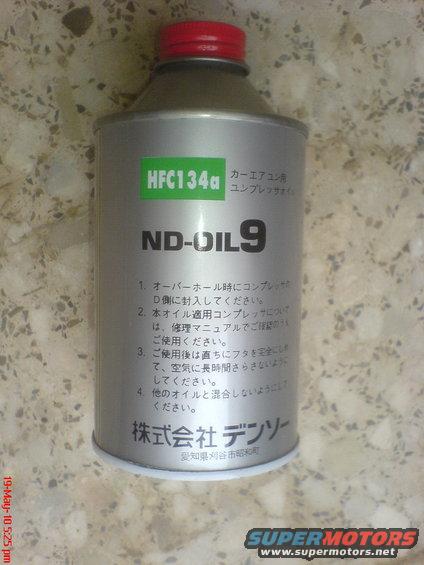 HFC134a
カーエアコン用
コンプレッサオイル
ND-OIL9
1. オーバーホール時にコンプレッサの
D側に封入してください。
2. 本オイル適用コンプレッサについて
は、修理マニュアルでご確認のうえ
ご使用ください。
3. ご使用後は直ちにフタを完全にしめ
て、空気に長時間さらさないように
してください。
4. 他のオイルと混合しないようにして
ください。
株式会社 デンソー
愛知県刈谷市昭和町
19-May-10 5:25 pm
SUPERMOTORS
www.supermotors.net